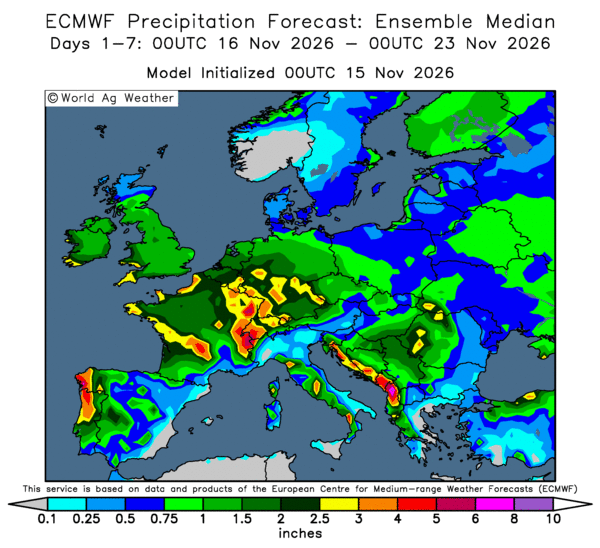 ECMWF Precipitation Forecast: Ensemble Median
Days 1–7: 00UTC 16 Nov 2026 – 00UTC 23 Nov 2026
Model Initialized 00UTC 15 Nov 2026
© World Ag Weather
This service is based on data and products of the European Centre for Medium-range Weather Forecasts (ECMWF)
0.1 0.25 0.5 0.75 1 1.5 2 2.5 3 4 5 6 8 10
inches